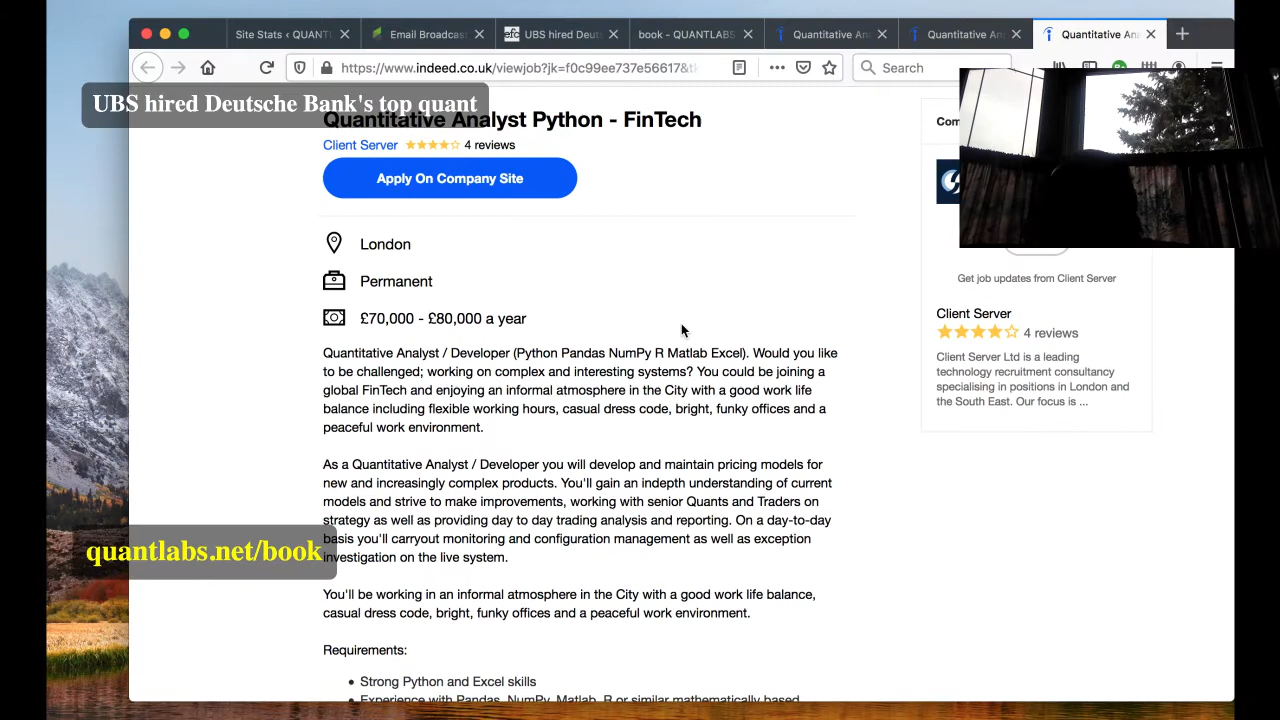 Site Stats ‹ QUANT
Email Broadcas
efc UBS hired Deut
book - QUANTLABS
Quantitative An
Quantitative An
Quantitative An
https://www.indeed.co.uk/viewjob?jk=f0c99ee737e56617&t
Search
UBS hired Deutsche Bank's top quant
Quantitative Analyst Python - FinTech
Client Server 4 reviews
Apply On Company Site
London
Permanent
£70,000 - £80,000 a year
Quantitative Analyst / Developer (Python Pandas NumPy R Matlab Excel). Would you like
to be challenged; working on complex and interesting systems? You could be joining a
global FinTech and enjoying an informal atmosphere in the City with a good work life
balance including flexible working hours, casual dress code, bright, funky offices and a
peaceful work environment.
As a Quantitative Analyst / Developer you will develop and maintain pricing models for
new and increasingly complex products. You'll gain an indepth understanding of current
models and strive to make improvements, working with senior Quants and Traders on
strategy as well as providing day to day trading analysis and reporting. On a day-to-day
basis you'll carryout monitoring and configuration management as well as exception
investigation on the live system.
quantlabs.net/book
You'll be working in an informal atmosphere in the City with a good work life balance,
casual dress code, bright, funky offices and a peaceful work environment.
Requirements:
• Strong Python and Excel skills
• Experience with Pandas, NumPy, Matlab, R or similar mathematically based
Com
Get job updates from Client Server
Client Server
4 reviews
Client Server Ltd is a leading
technology recruitment consultancy
specialising in positions in London and
the South East. Our focus is ...